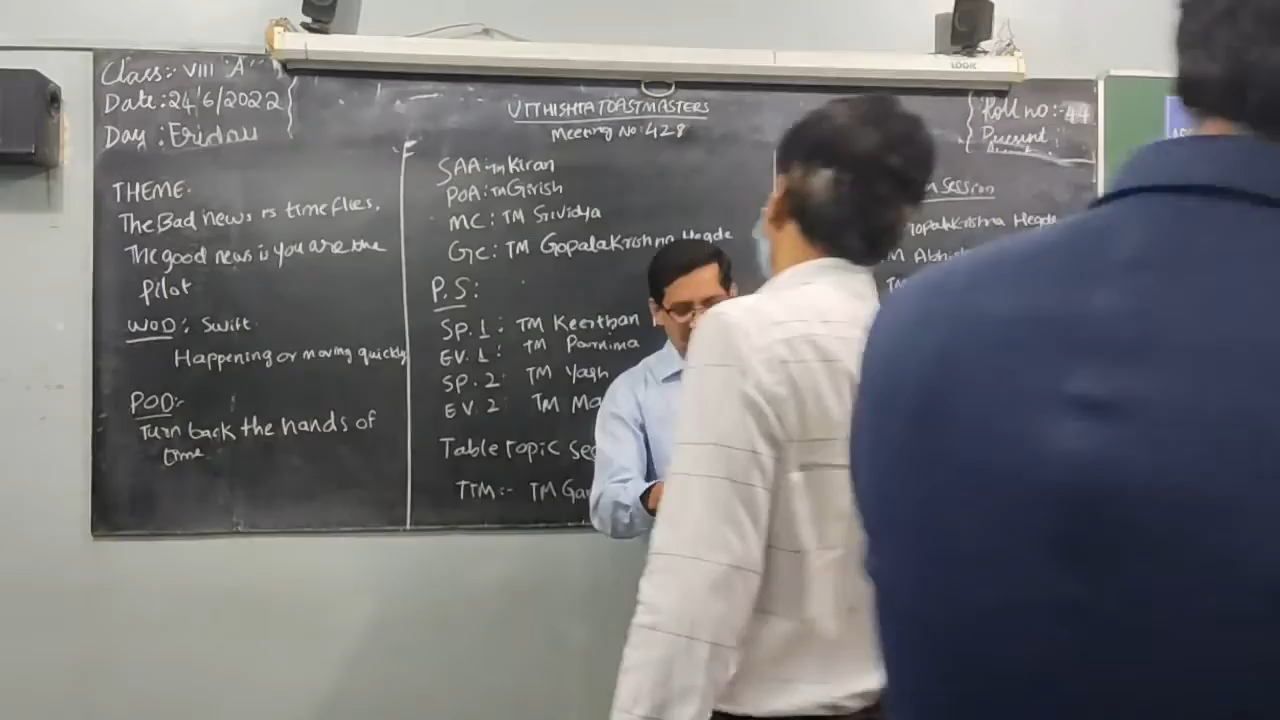 Class:- VIII "A"
Date: 24/6/2022
Day: Friday
THEME.
The Bad news is time flies.
The good news is you are the
Pilot
WOD: Swift
Happening or moving quickly
POD:-
Turn back the hands of
time
UTTHISHTA TOASTMASTERS
Meeting No: 428
SAA: TM Kiran
POA: TM Girish
MC: TM Srividya
GE: TM Gopalakrishna Hegde
P.S:
SP.1: TM Keerthan
EV.1: TM Purnima
SP.2: TM Yash
EV.2: TM
Table Topic
TTM:- TM
LOGIK
Roll no:- 44
Present:
Session
Gopalakrishna Hegde
TM